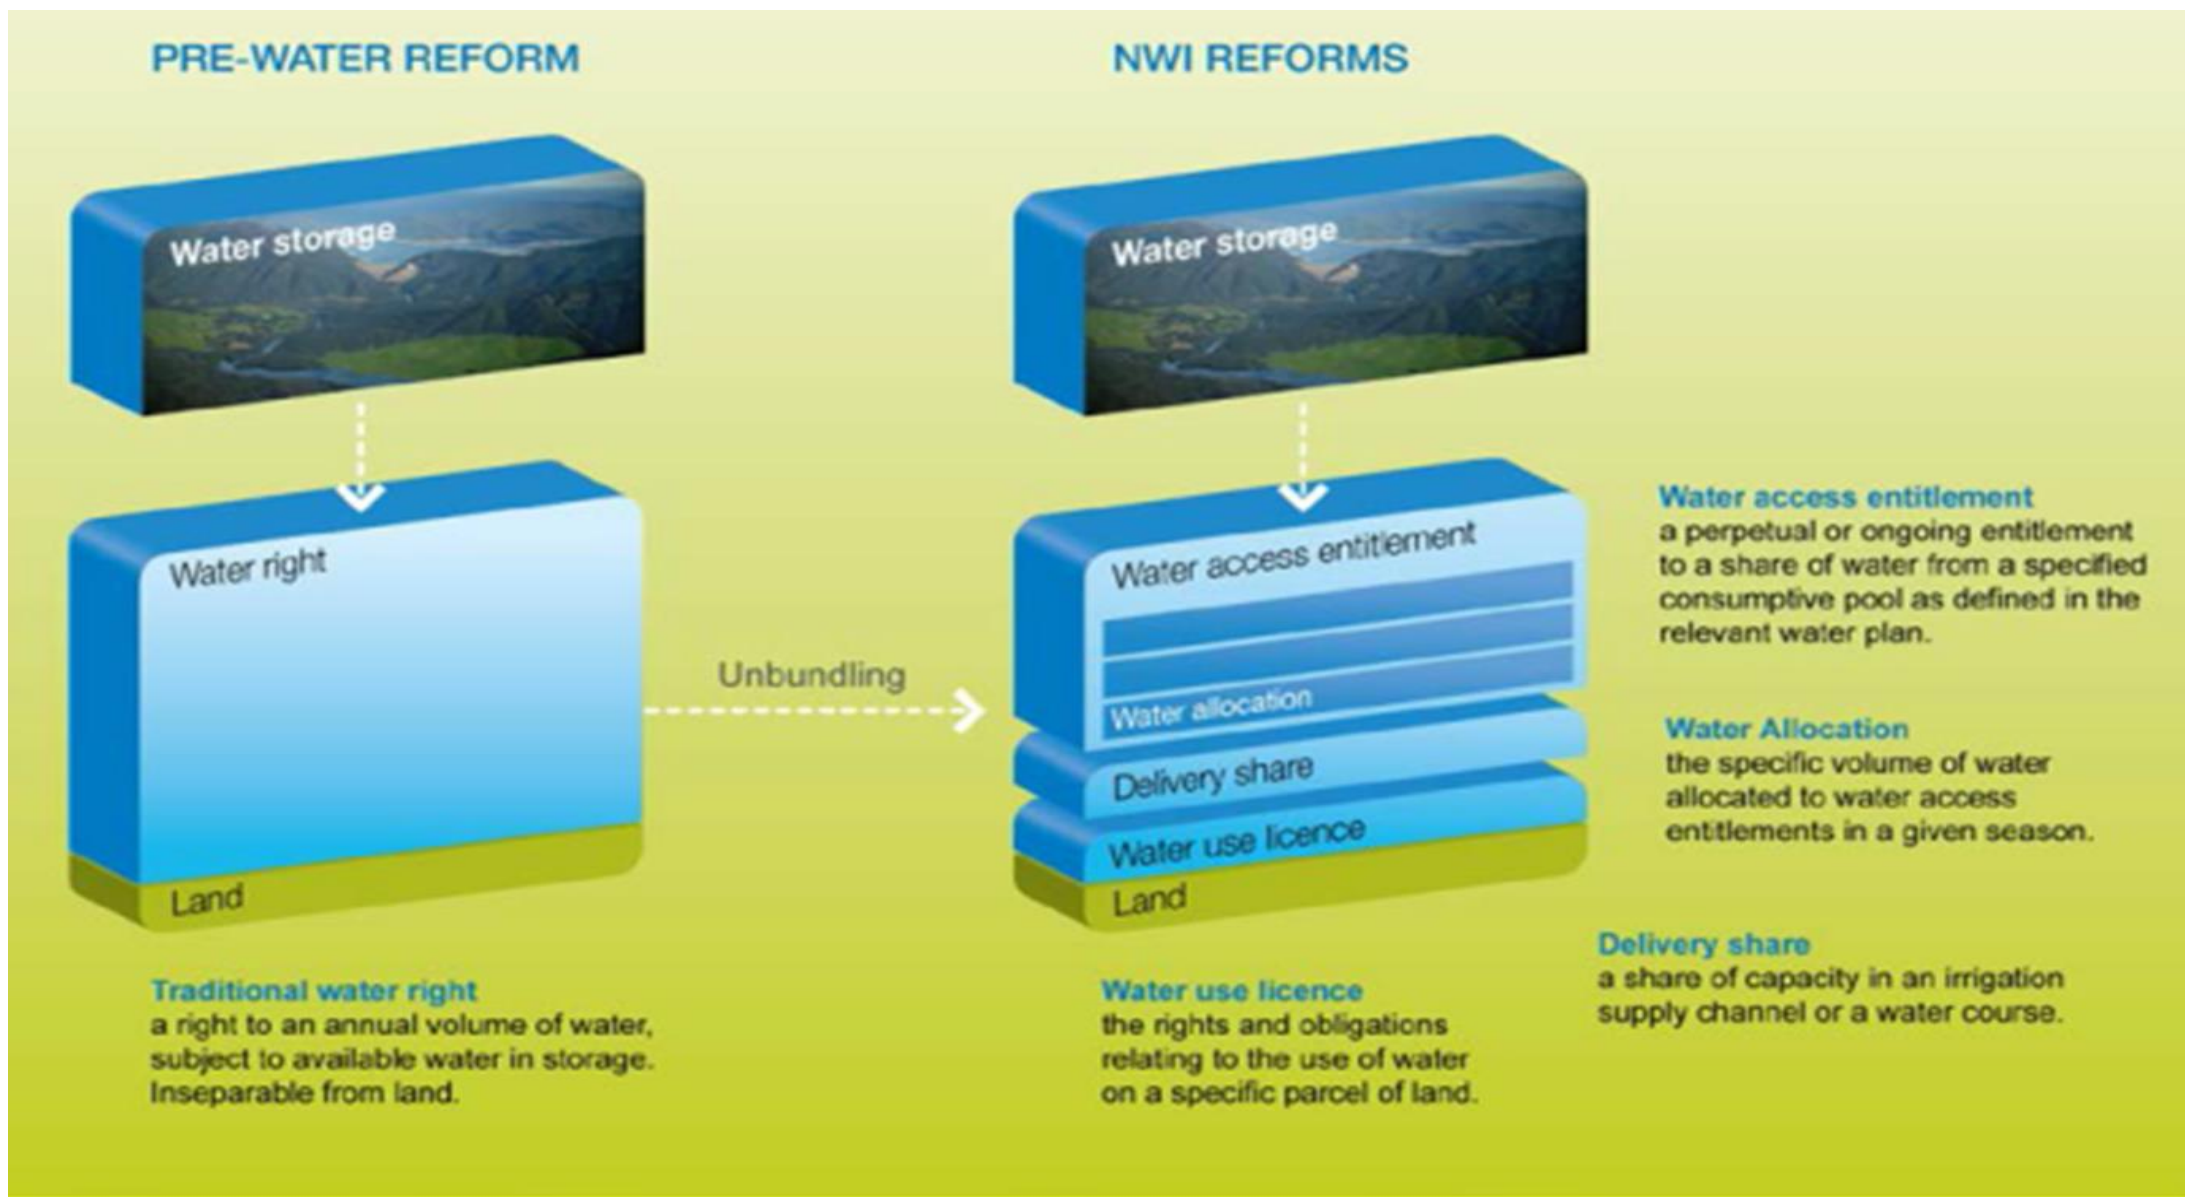 PRE-WATER REFORM
Water storage
Water right
Land
Traditional water right
a right to an annual volume of water,
subject to available water in storage.
Inseparable from land.
Unbundling
NWI REFORMS
Water storage
Water access entitlement
Water allocation
Delivery share
Water use licence
Land
Water use licence
the rights and obligations
relating to the use of water
on a specific parcel of land.
Water access entitlement
a perpetual or ongoing entitlement
to a share of water from a specified
consumptive pool as defined in the
relevant water plan.
Water Allocation
the specific volume of water
allocated to water access
entitlements in a given season.
Delivery share
a share of capacity in an irrigation
supply channel or a water course.